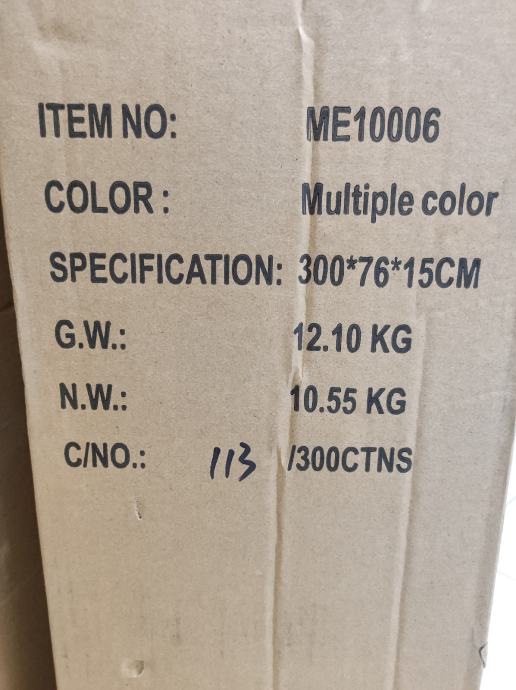 ITEM NO: ME10006
COLOR: Multiple color
SPECIFICATION: 300*76*15CM
G.W.: 12.10 KG
N.W.: 10.55 KG
C/NO.: 113 /300CTNS